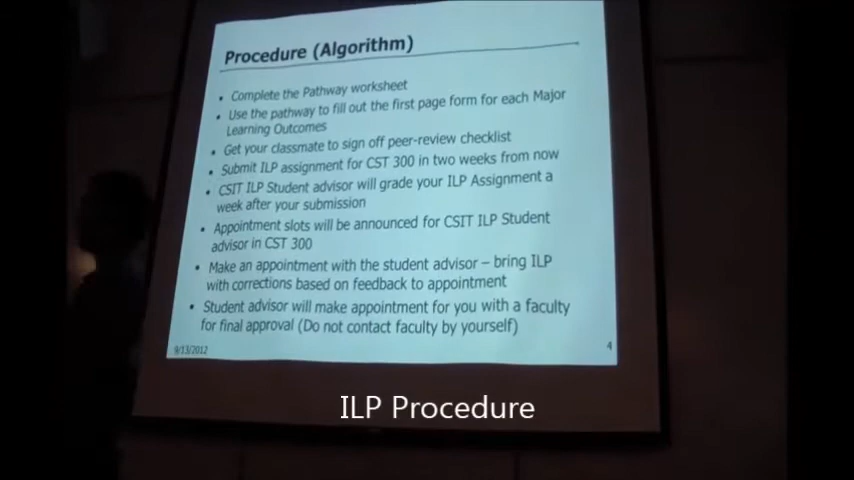 Procedure (Algorithm)
• Complete the Pathway worksheet
• Use the pathway to fill out the first page form for each Major
Learning Outcomes
• Get your classmate to sign off peer-review checklist
• Submit ILP assignment for CST 300 in two weeks from now
• CSIT ILP Student advisor will grade your ILP Assignment a
week after your submission
• Appointment slots will be announced for CSIT ILP Student
advisor in CST 300
• Make an appointment with the student advisor – bring ILP
with corrections based on feedback to appointment
• Student advisor will make appointment for you with a faculty
for final approval (Do not contact faculty by yourself)
9/13/2012
4
ILP Procedure